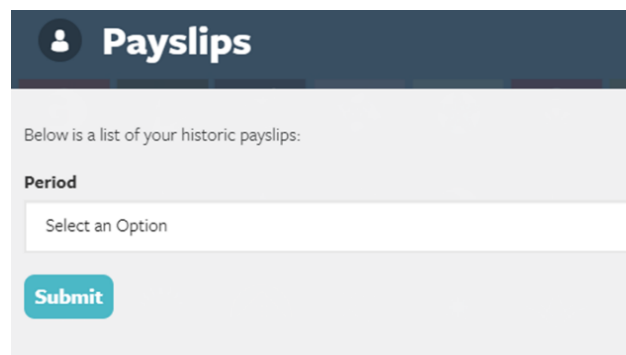 Payslips
Below is a list of your historic payslips:
Period
Select an Option
Submit